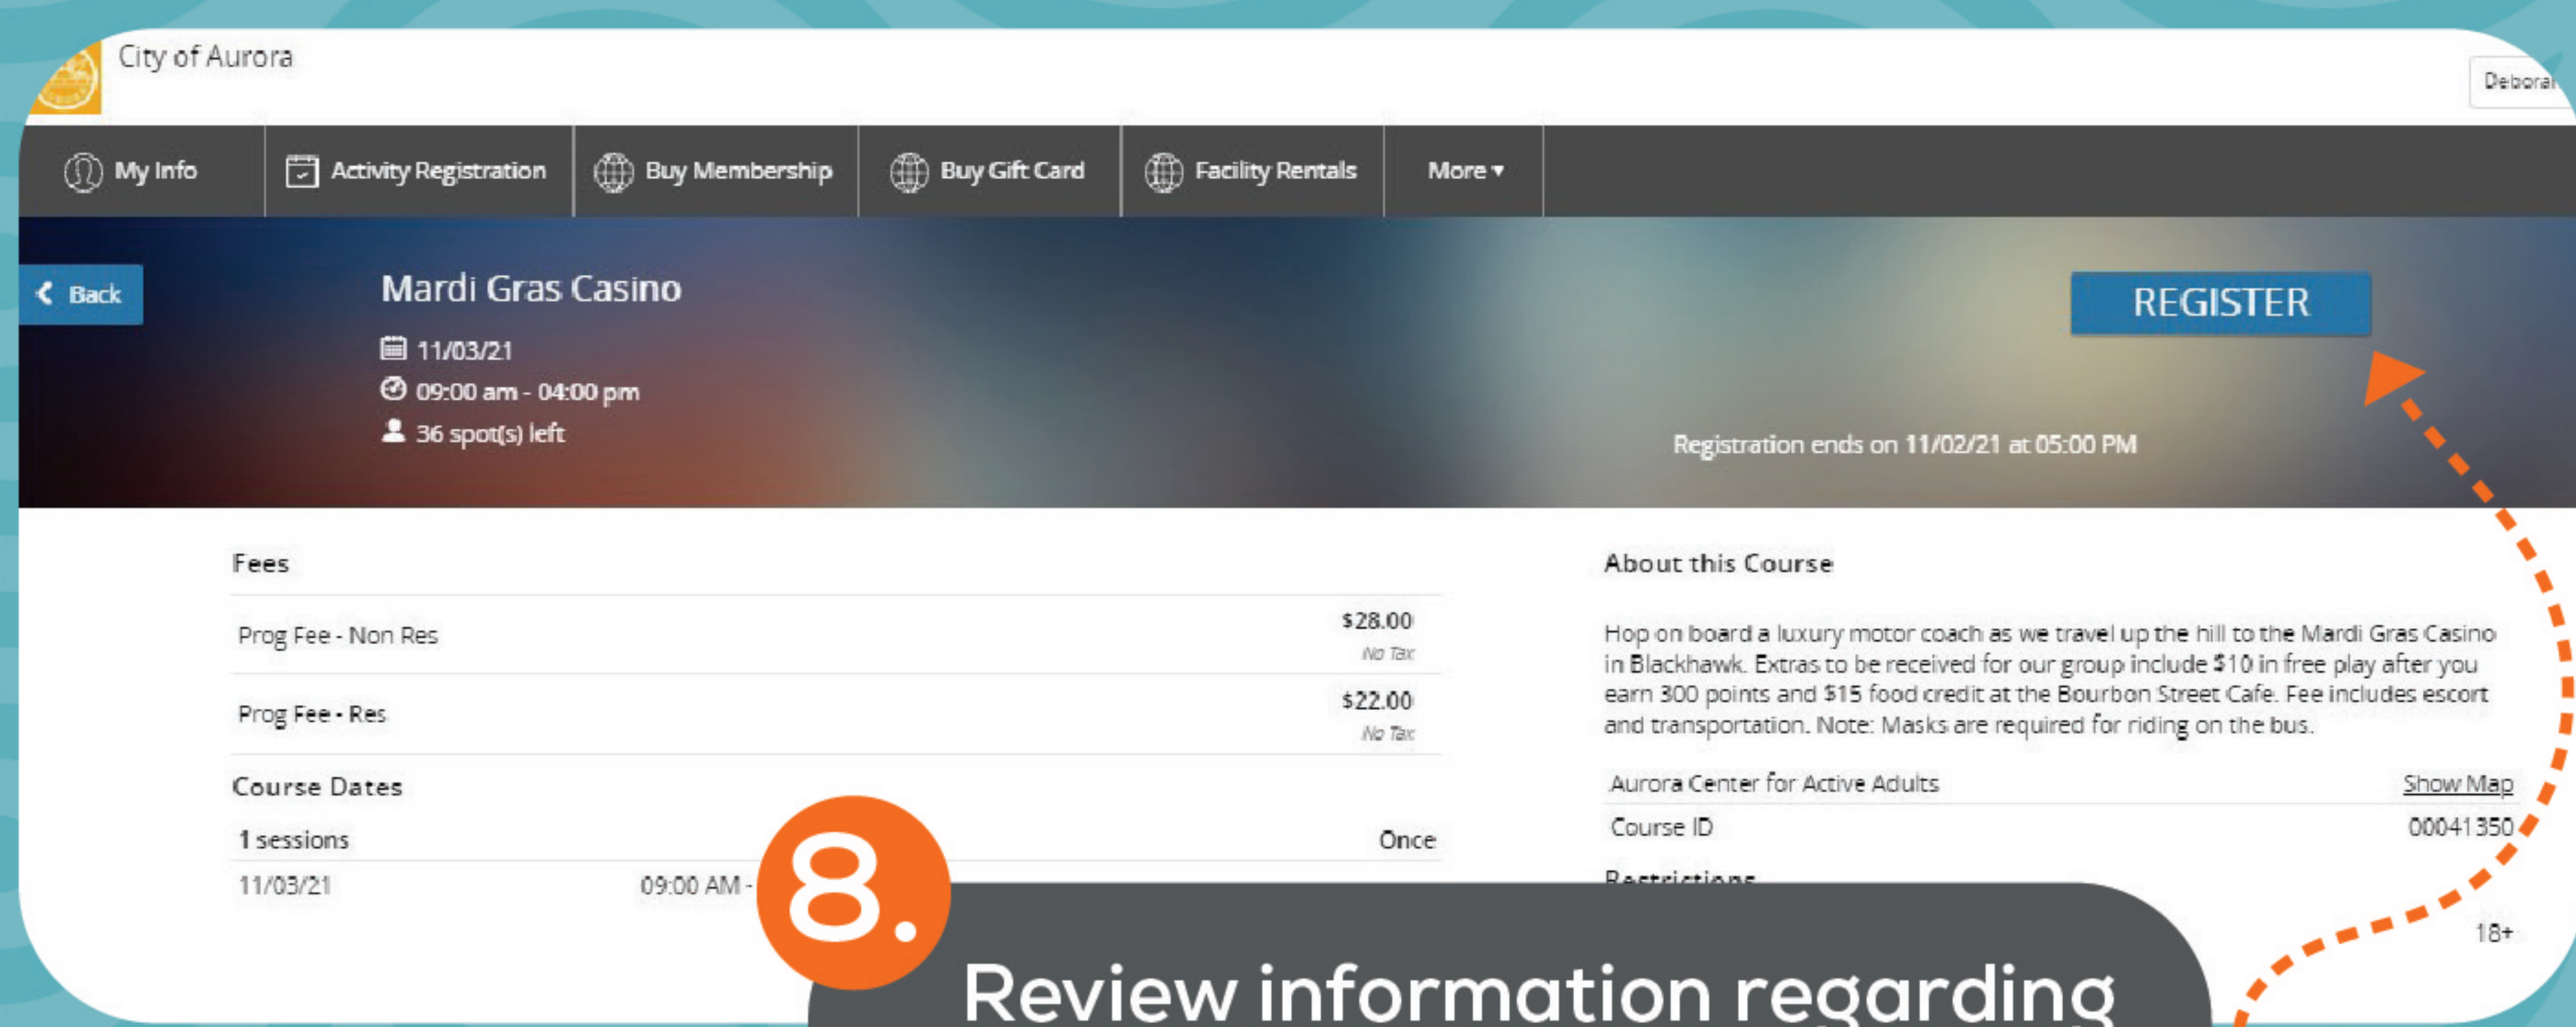 City of Aurora
My Info
Activity Registration
Buy Membership
Buy Gift Card
Facility Rentals
More
Back
Mardi Gras Casino
11/03/21
09:00 am - 04:00 pm
36 spot(s) left
REGISTER
Registration ends on 11/02/21 at 05:00 PM
Fees
Prog Fee - Non Res $28.00
No Tax
Prog Fee - Res $22.00
No Tax
Course Dates
1 sessions Once
11/03/21 09:00 AM -
About this Course
Hop on board a luxury motor coach as we travel up the hill to the Mardi Gras Casino
in Blackhawk. Extras to be received for our group include $10 in free play after you
earn 300 points and $15 food credit at the Bourbon Street Cafe. Fee includes escort
and transportation. Note: Masks are required for riding on the bus.
Aurora Center for Active Adults Show Map
Course ID 00041350
Restrictions
18+
8.
Review information regarding